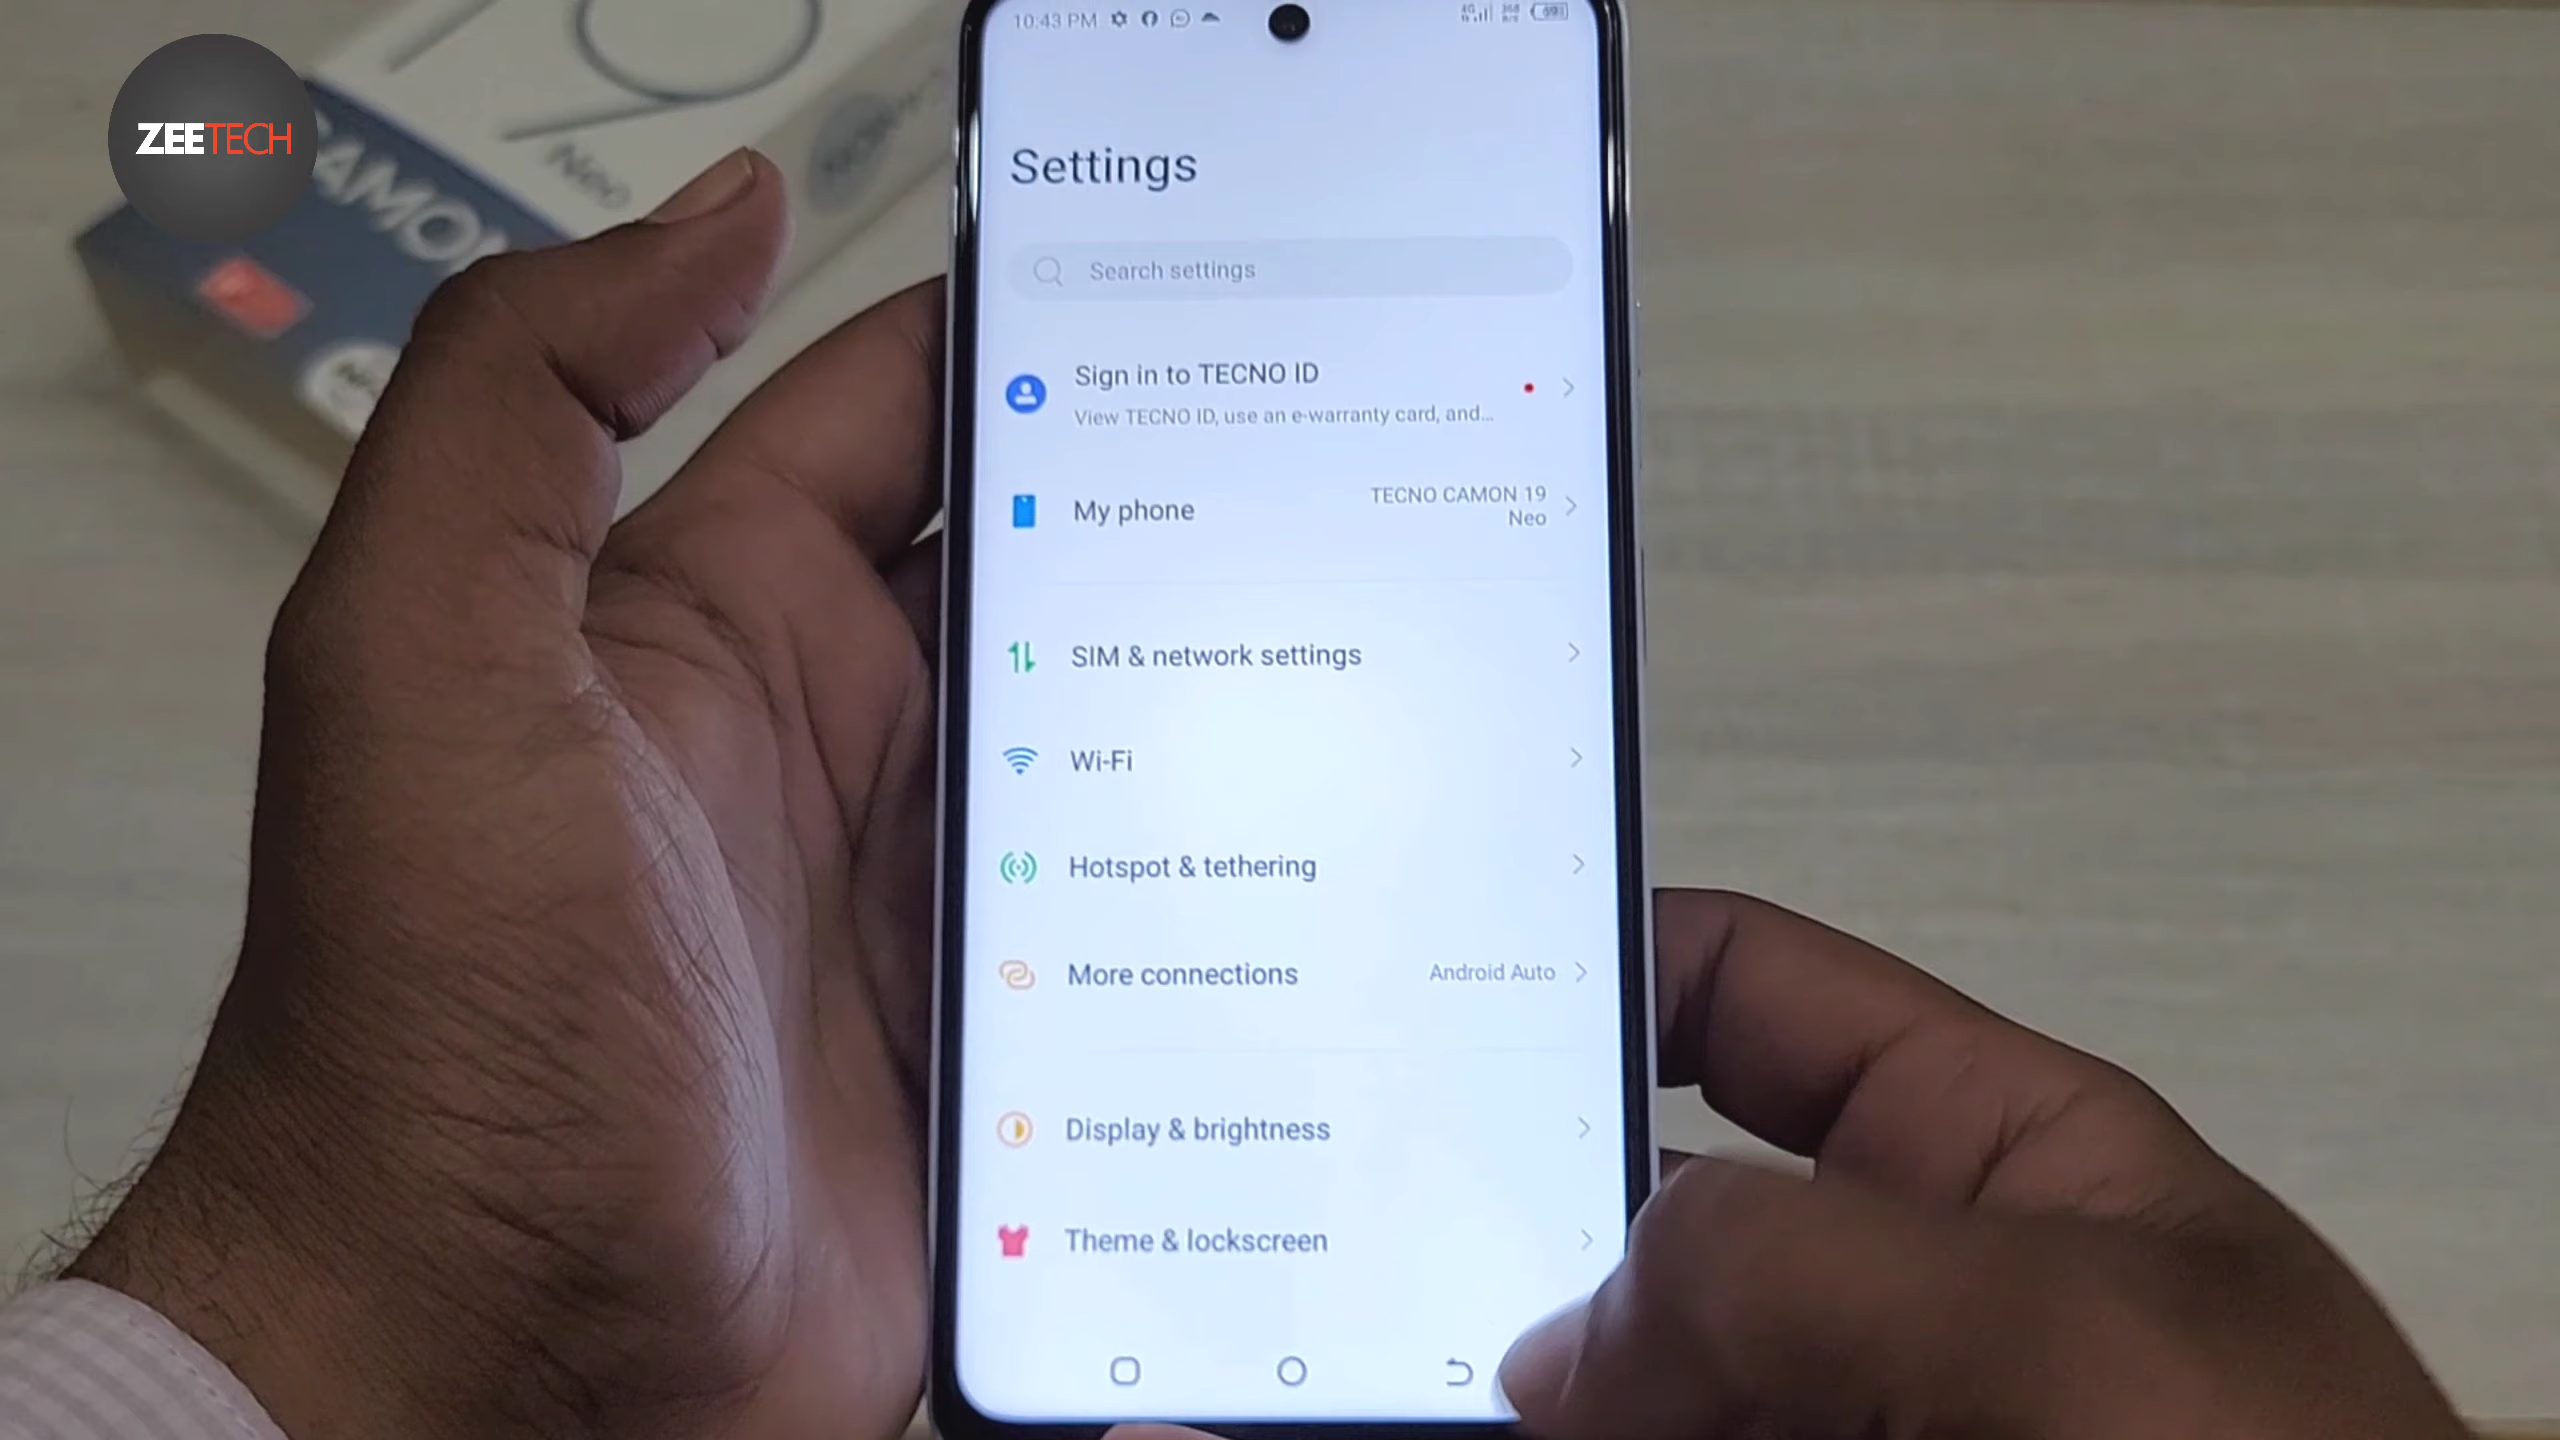 ZEETECH
CAMON
Neo
10:43 PM
Settings
Search settings
Sign in to TECNO ID
View TECNO ID, use an e-warranty card, and...
My phone
TECNO CAMON 19
Neo
SIM & network settings
Wi-Fi
Hotspot & tethering
More connections
Android Auto
Display & brightness
Theme & lockscreen